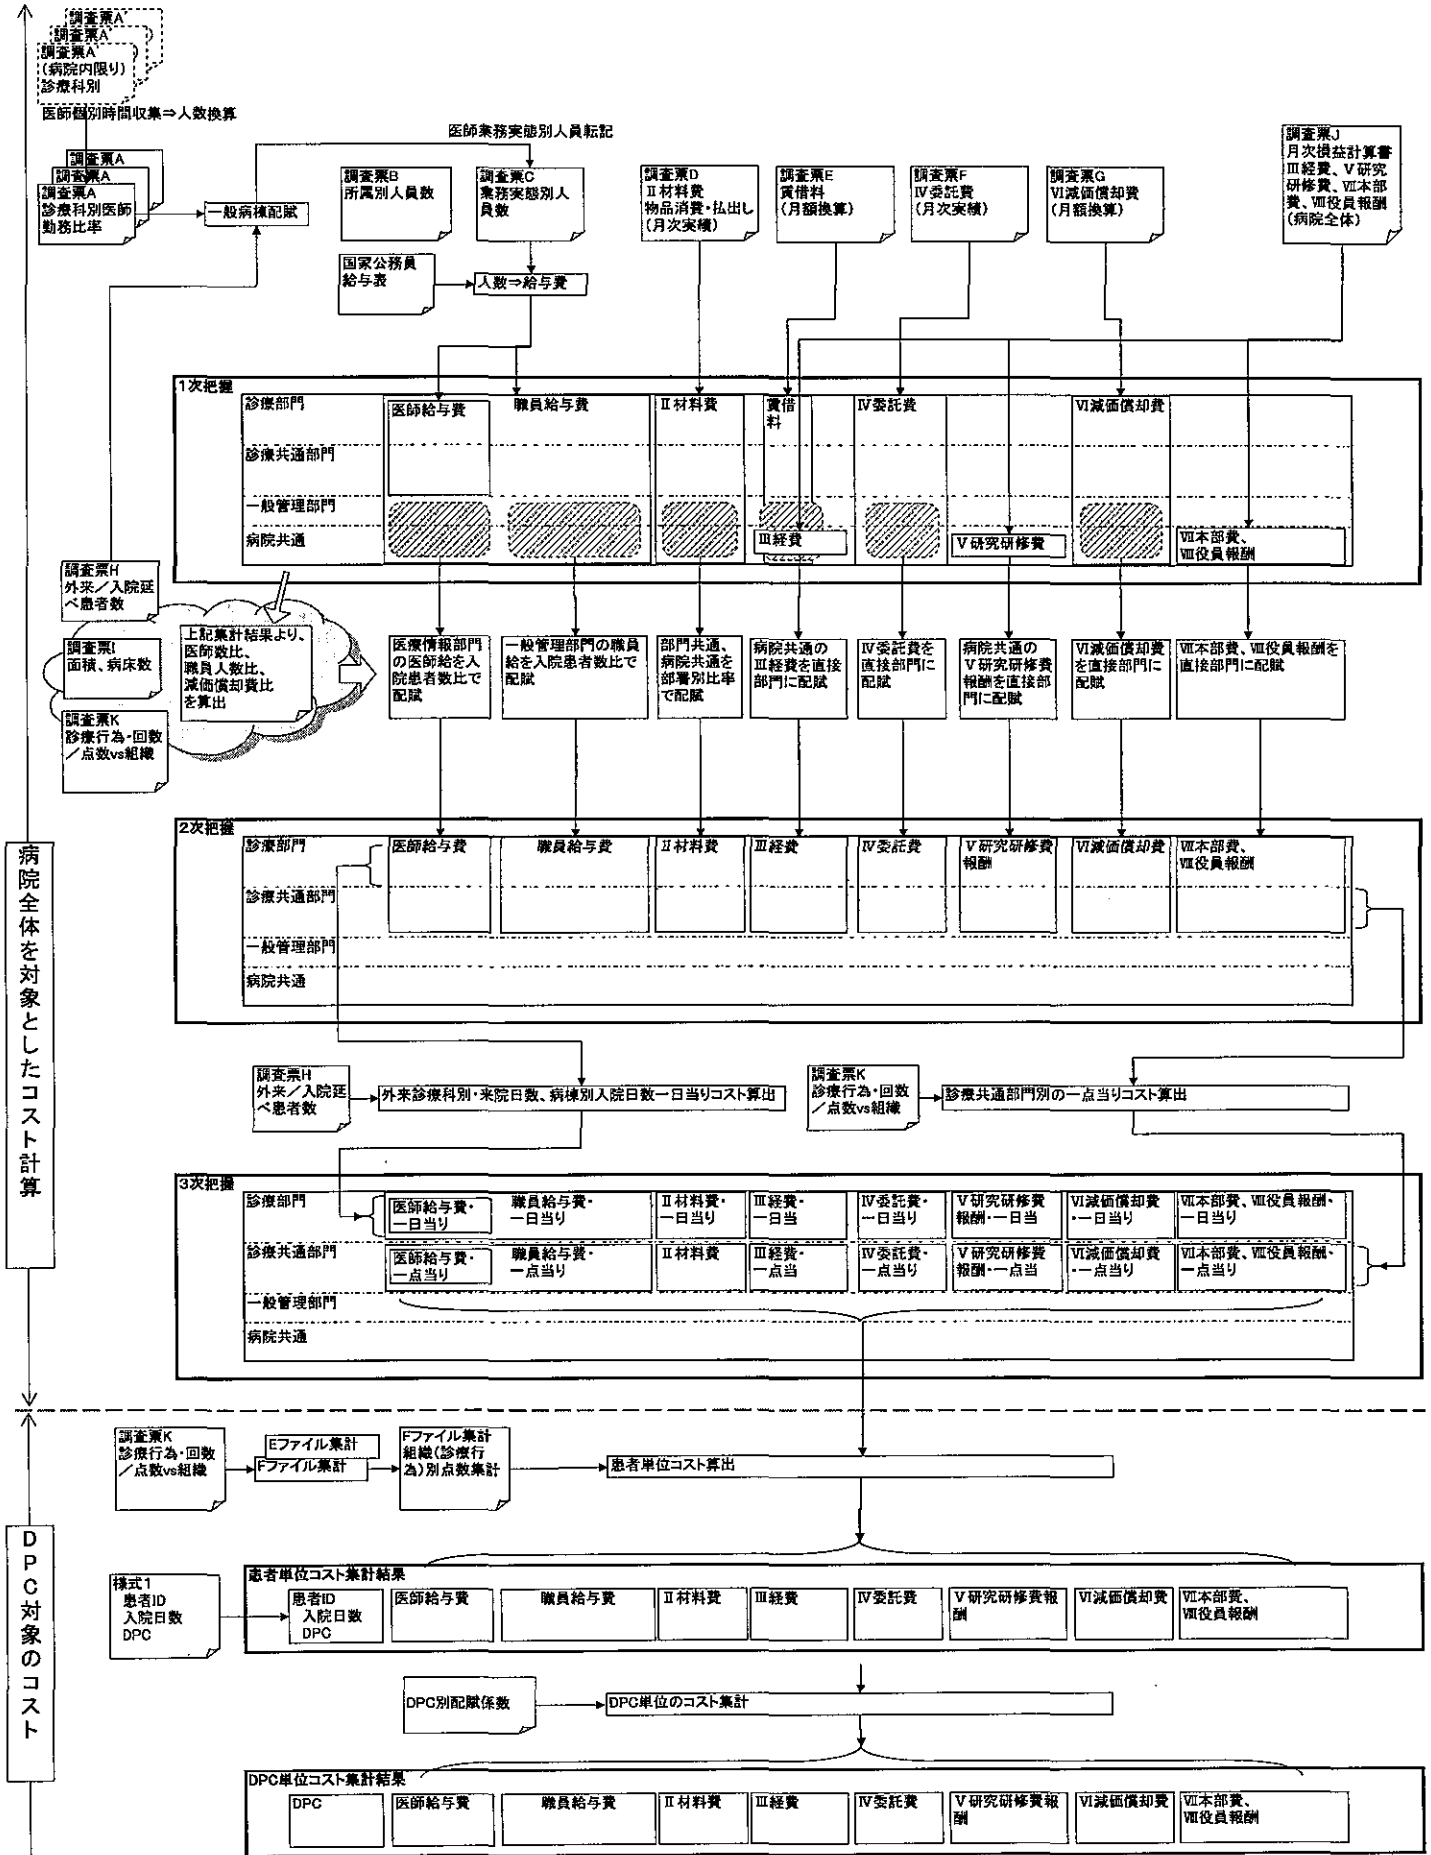 調査票A’
調査票A’
調査票A’
(病院内限り)
診療科別
医師個別時間収集⇒人数換算
調査票A
調査票A
調査票A
診療科別医師
勤務比率
一般病棟配賦
医師業務実態別人員転記
調査票B
所属別人員数
調査票C
業務実態別人
員数
国家公務員
給与表
人数⇒給与費
調査票D
Ⅱ材料費
物品消費・払出し
(月次実績)
調査票E
賃借料
(月額換算)
調査票F
Ⅳ委託費
(月次実績)
調査票G
Ⅵ減価償却費
(月額換算)
調査票J
月次損益計算書
Ⅲ経費、Ⅴ研究
研修費、Ⅶ本部
費、Ⅷ役員報酬
(病院全体)
1次把握
診療部門
医師給与費
職員給与費
Ⅱ材料費
賃借
料
Ⅳ委託費
Ⅵ減価償却費
診療共通部門
一般管理部門
病院共通
Ⅲ経費
Ⅴ研究研修費
Ⅶ本部費、
Ⅷ役員報酬
調査票H
外来/入院延
べ患者数
調査票I
面積、病床数
調査票K
診療行為・回数
/点数vs組織
上記集計結果より、
医師数比、
職員人数比、
減価償却費比
を算出
医療情報部門
の医師給を入
院患者数比で
配賦
一般管理部門の職員
給を入院患者数比で
配賦
部門共通、
病院共通を
部署別比率
で配賦
病院共通の
Ⅲ経費を直接
部門に配賦
Ⅳ委託費を
直接部門に
配賦
病院共通の
Ⅴ研究研修費
報酬を直接部
門に配賦
Ⅵ減価償却費
を直接部門に
配賦
Ⅶ本部費、Ⅷ役員報酬を
直接部門に配賦
2次把握
診療部門
医師給与費
職員給与費
Ⅱ材料費
Ⅲ経費
Ⅳ委託費
Ⅴ研究研修費
報酬
Ⅵ減価償却費
Ⅶ本部費、
Ⅷ役員報酬
診療共通部門
一般管理部門
病院共通
調査票H
外来/入院延
べ患者数
外来診療科別・来院日数、病棟別入院日数一日当りコスト算出
調査票K
診療行為・回数
/点数vs組織
診療共通部門別の一点当りコスト算出
3次把握
診療部門
医師給与費・
一日当り
職員給与費・
一日当り
Ⅱ材料費・
一日当り
Ⅲ経費・
一日当
Ⅳ委託費・
一日当り
Ⅴ研究研修費
報酬・一日当
Ⅵ減価償却費
・一日当り
Ⅶ本部費、Ⅷ役員報酬・
一日当り
診療共通部門
医師給与費・
一点当り
職員給与費・
一点当り
Ⅱ材料費
Ⅲ経費・
一点当
Ⅳ委託費・
一点当り
Ⅴ研究研修費
報酬・一点当
Ⅵ減価償却費
・一点当り
Ⅶ本部費、Ⅷ役員報酬・
一点当り
一般管理部門
病院共通
病院全体を対象としたコスト計算
調査票K
診療行為・回数
/点数vs組織
Eファイル集計
Fファイル集計
Fファイル集計
組織(診療行
為)別点数集計
患者単位コスト算出
様式1
患者ID
入院日数
DPC
患者単位コスト集計結果
患者ID
入院日数
DPC
医師給与費
職員給与費
Ⅱ材料費
Ⅲ経費
Ⅳ委託費
Ⅴ研究研修費報
酬
Ⅵ減価償却費
Ⅶ本部費、
Ⅷ役員報酬
DPC別配賦係数
DPC単位のコスト集計
DPC対象のコスト
DPC単位コスト集計結果
DPC
医師給与費
職員給与費
Ⅱ材料費
Ⅲ経費
Ⅳ委託費
Ⅴ研究研修費報
酬
Ⅵ減価償却費
Ⅶ本部費、
Ⅷ役員報酬